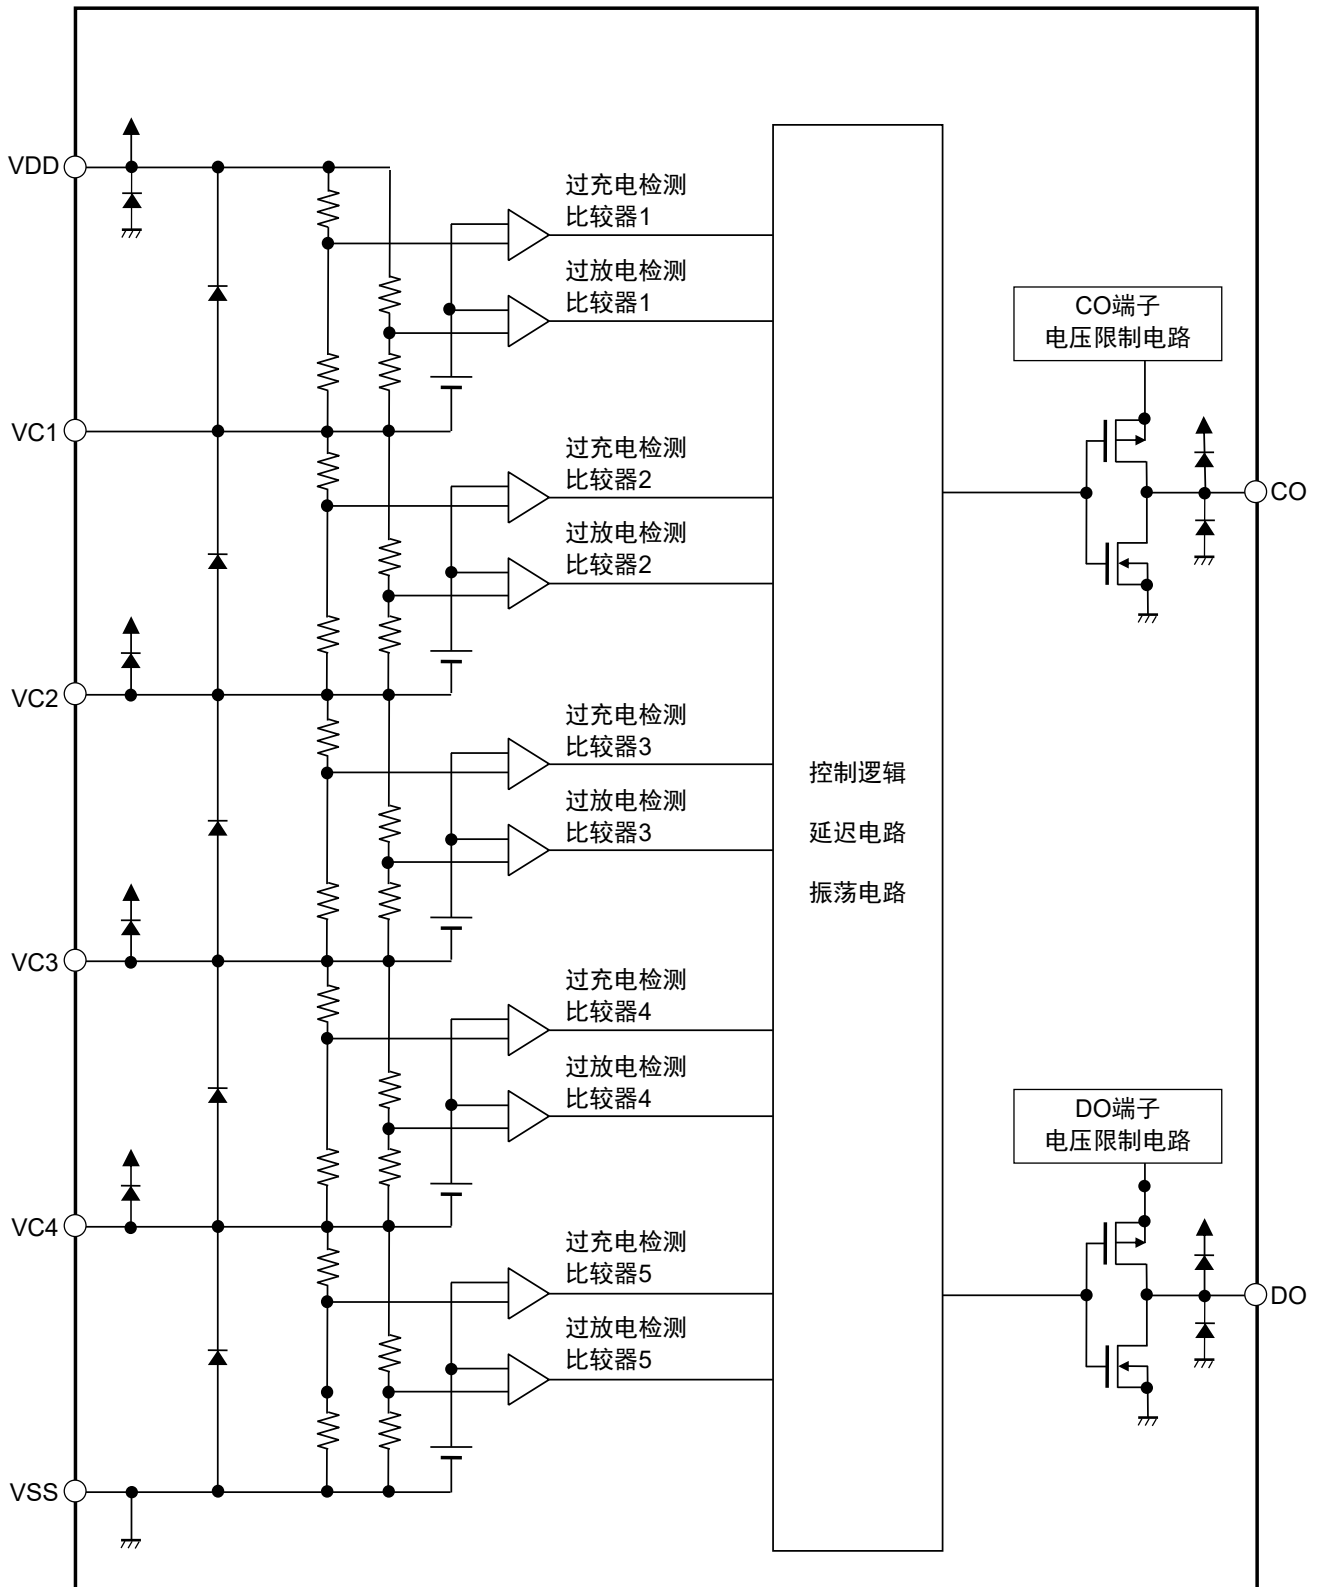 VDD
过充电检测
比较器1
过放电检测
比较器1
CO端子
电压限制电路
VC1
过充电检测
比较器2
CO
过放电检测
比较器2
VC2
过充电检测
比较器3
控制逻辑
过放电检测
比较器3
延迟电路
振荡电路
VC3
过充电检测
比较器4
过放电检测
比较器4
DO端子
电压限制电路
VC4
过充电检测
比较器5
DO
过放电检测
比较器5
VSS